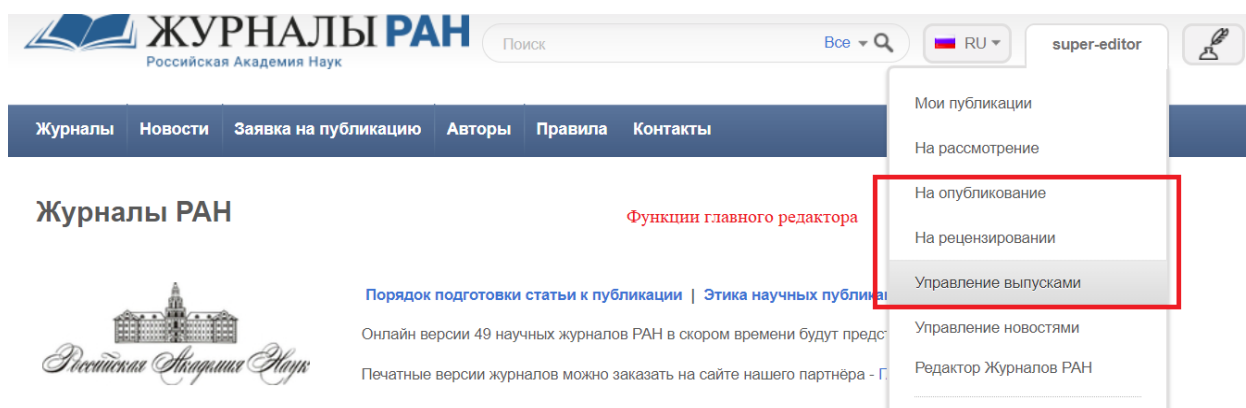 ЖУРНАЛЫ РАН
Российская Академия Наук
Поиск
Все
RU
super-editor
Журналы Новости Заявка на публикацию Авторы Правила Контакты
Мои публикации
На рассмотрение
На опубликование
На рецензировании
Управление выпусками
Управление новостями
Редактор Журналов РАН
Журналы РАН
Функции главного редактора
Российская Академия Наук
Порядок подготовки статьи к публикации | Этика научных
Онлайн версии 49 научных журналов РАН в скором времени будут
Печатные версии журналов можно заказать на сайте нашего партнёра -